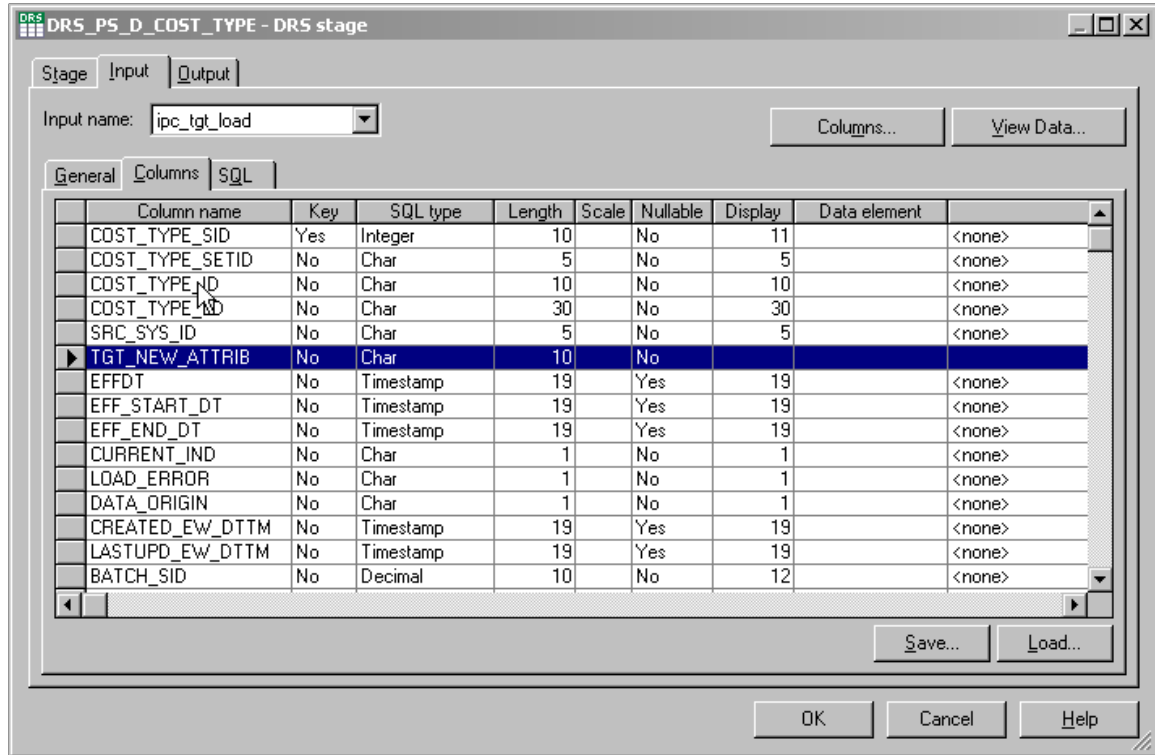 DRS DRS_PS_D_COST_TYPE - DRS stage
Stage Input Output
Input name: ipc_tgt_load Columns... View Data...
General Columns SQL
Column name Key SQL type Length Scale Nullable Display Data element
COST_TYPE_SID Yes Integer 10 No 11 <none>
COST_TYPE_SETID No Char 5 No 5 <none>
COST_TYPE_ID No Char 10 No 10 <none>
No Char 30 No 30 <none>
SRC_SYS_ID No Char 5 No 5 <none>
TGT_NEW_ATTRIB No Char 10 No
EFFDT No Timestamp 19 Yes 19 <none>
EFF_START_DT No Timestamp 19 Yes 19 <none>
EFF_END_DT No Timestamp 19 Yes 19 <none>
CURRENT_IND No Char 1 No 1 <none>
LOAD_ERROR No Char 1 No 1 <none>
DATA_ORIGIN No Char 1 No 1 <none>
CREATED_EW_DTTM No Timestamp 19 Yes 19 <none>
LASTUPD_EW_DTTM No Timestamp 19 Yes 19 <none>
BATCH_SID No Decimal 10 No 12 <none>
Save... Load...
OK Cancel Help